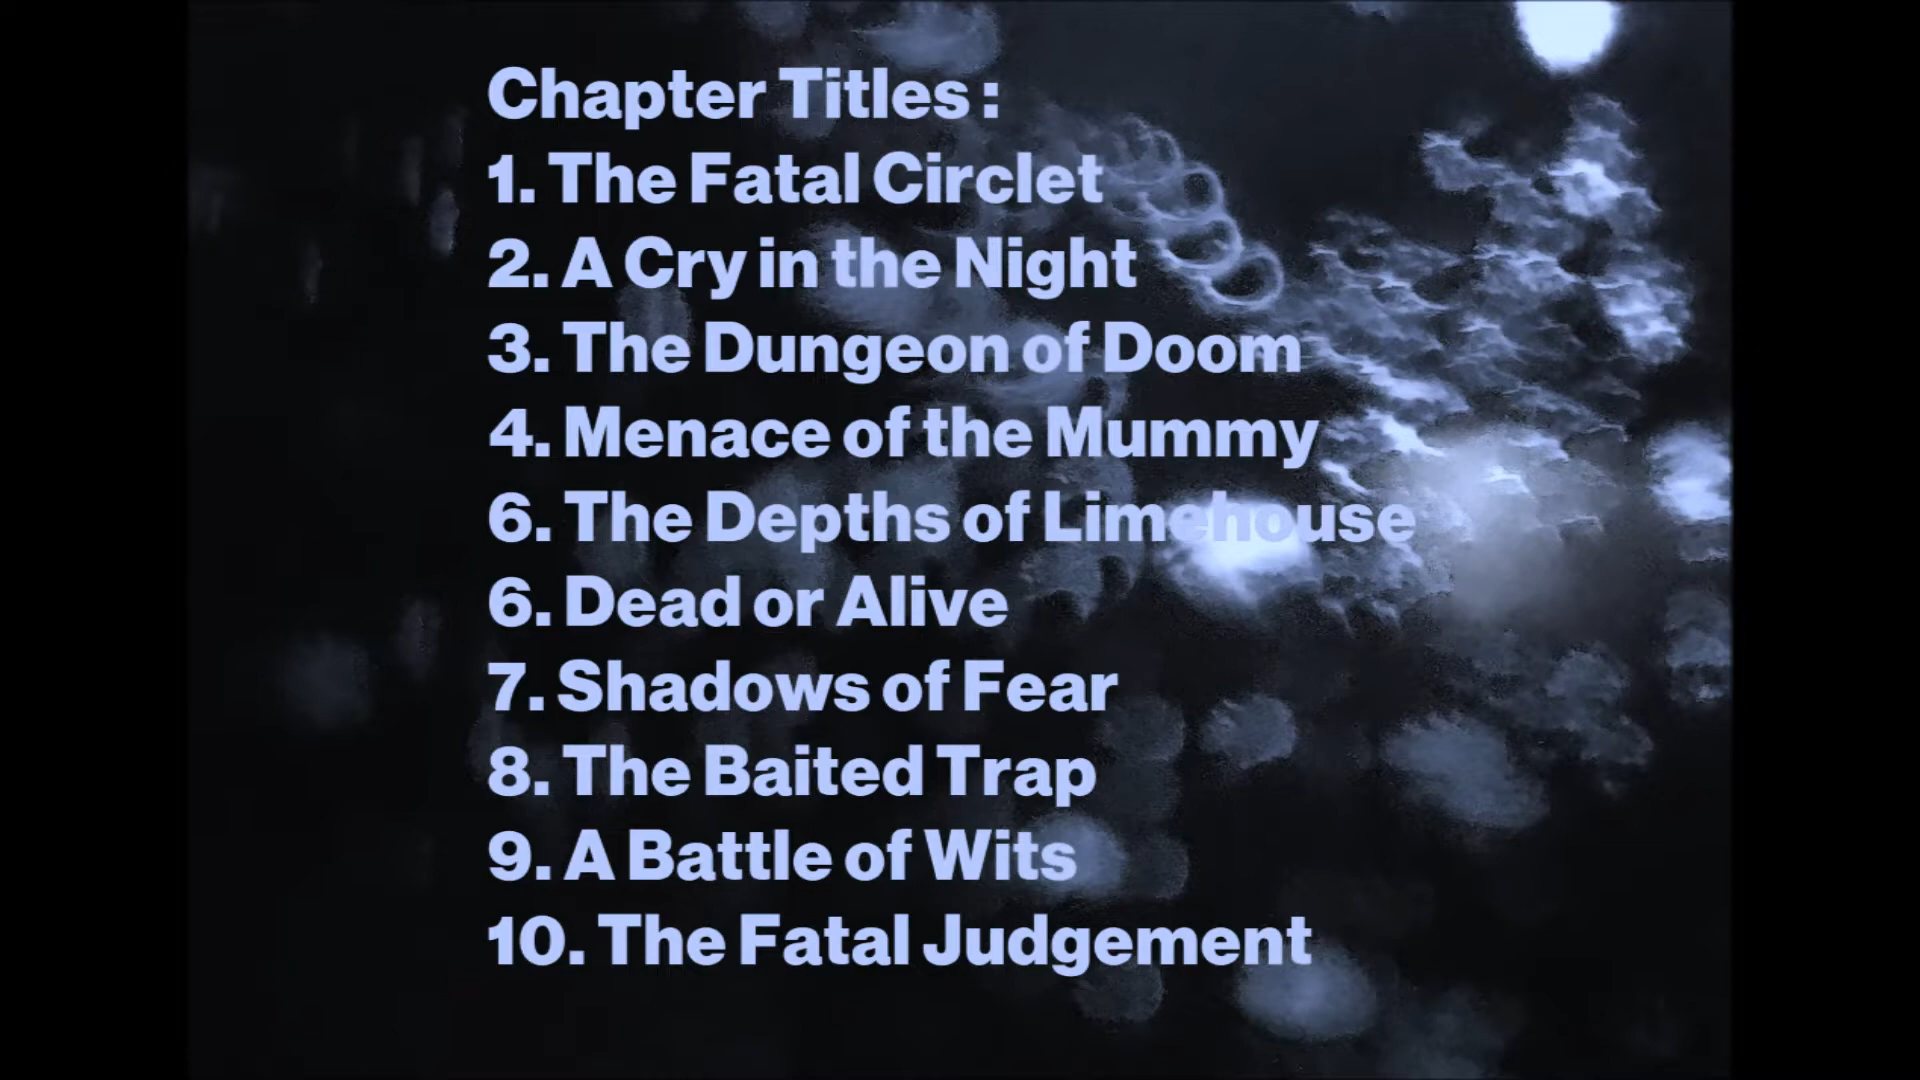 Chapter Titles :
1. The Fatal Circlet
2. A Cry in the Night
3. The Dungeon of Doom
4. Menace of the Mummy
6. The Depths of Limehouse
6. Dead or Alive
7. Shadows of Fear
8. The Baited Trap
9. A Battle of Wits
10. The Fatal Judgement